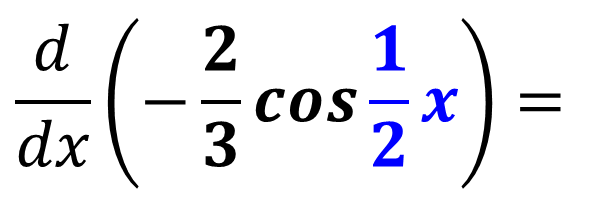 d/dx (− 2/3 cos 1/2 x) =